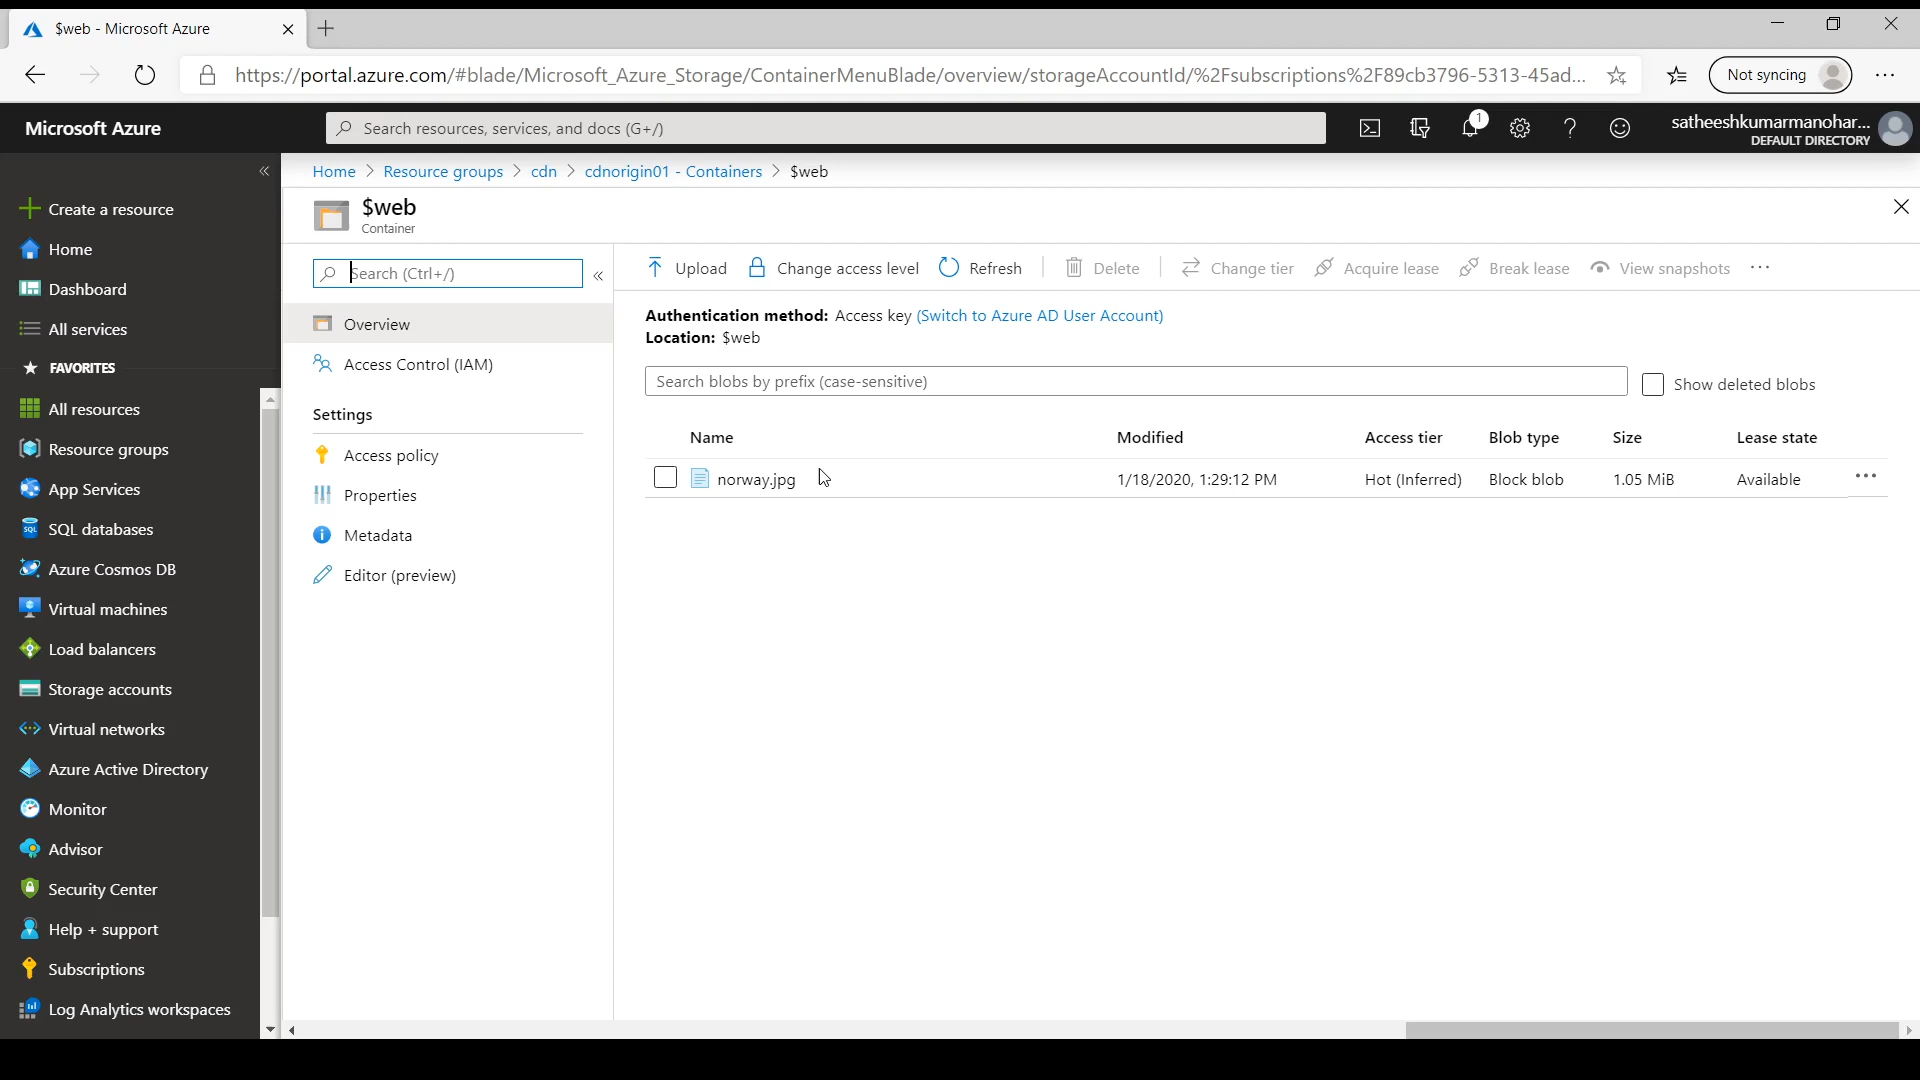 $web - Microsoft Azure
https://portal.azure.com/#blade/Microsoft_Azure_Storage/ContainerMenuBlade/overview/storageAccountId/%2Fsubscriptions%2F89cb3796-5313-45ad...
Not syncing
Microsoft Azure
Search resources, services, and docs (G+/)
1
satheeshkumarmanohar...
DEFAULT DIRECTORY
Home > Resource groups > cdn > cdnorigin01 - Containers > $web
$web
Container
Create a resource
Home
Dashboard
All services
FAVORITES
All resources
Resource groups
App Services
SQL databases
Azure Cosmos DB
Virtual machines
Load balancers
Storage accounts
Virtual networks
Azure Active Directory
Monitor
Advisor
Security Center
Help + support
Subscriptions
Log Analytics workspaces
Search (Ctrl+/)
Overview
Access Control (IAM)
Settings
Access policy
Properties
Metadata
Editor (preview)
Upload Change access level Refresh Delete Change tier Acquire lease Break lease View snapshots
Authentication method: Access key (Switch to Azure AD User Account)
Location: $web
Search blobs by prefix (case-sensitive)
Show deleted blobs
Name Modified Access tier Blob type Size Lease state
norway.jpg 1/18/2020, 1:29:12 PM Hot (Inferred) Block blob 1.05 MiB Available